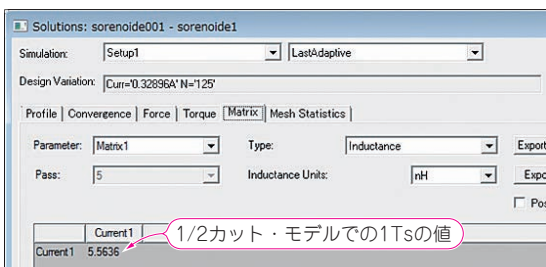 Solutions: sorenoide001 - sorenoide1
Simulation: Setup1 LastAdaptive
Design Variation: Curr='0.32896A' N='125'
Profile Convergence Force Torque Matrix Mesh Statistics
Parameter: Matrix1 Type: Inductance Export
Pass: 5 Inductance Units: nH Expo
Pos
Current1
Current1 5.5636
1/2カット・モデルでの1Tsの値